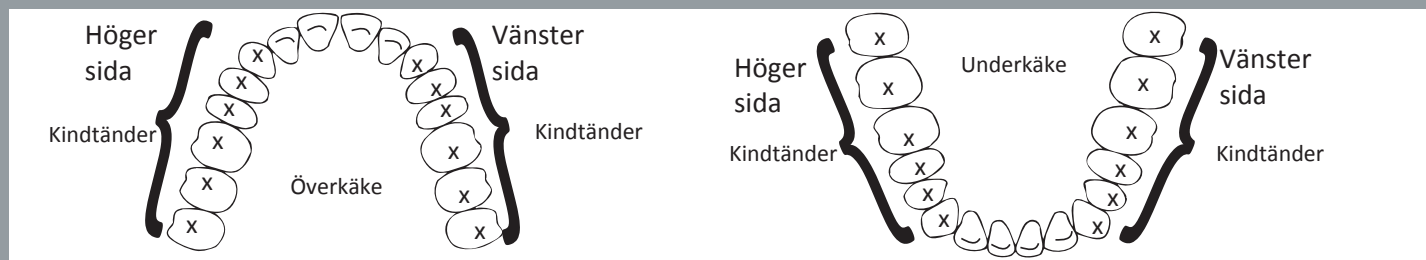 Höger
sida
Kindtänder
x
x
x
x
x
x
Överkäke
x
x
x
x
x
x
Vänster
sida
Kindtänder
Höger
sida
Kindtänder
x
x
x
x
x
x
Underkäke
x
x
x
x
x
x
Vänster
sida
Kindtänder